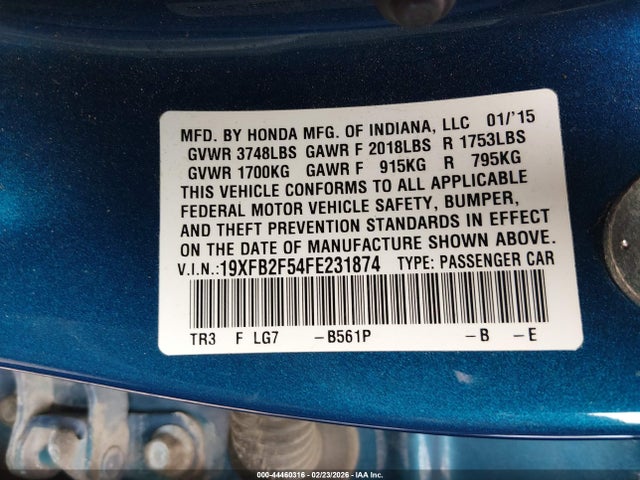 MFD. BY HONDA MFG. OF INDIANA, LLC 01/'15
GVWR 3748LBS GAWR F 2018LBS R 1753LBS
GVWR 1700KG GAWR F 915KG R 795KG
THIS VEHICLE CONFORMS TO ALL APPLICABLE
FEDERAL MOTOR VEHICLE SAFETY, BUMPER,
AND THEFT PREVENTION STANDARDS IN EFFECT
ON THE DATE OF MANUFACTURE SHOWN ABOVE.
V.I.N.:19XFB2F54FE231874 TYPE: PASSENGER CAR
TR3 F LG7 -B561P -B -E
000-44460316 | 02/23/2026 - IAA Inc.